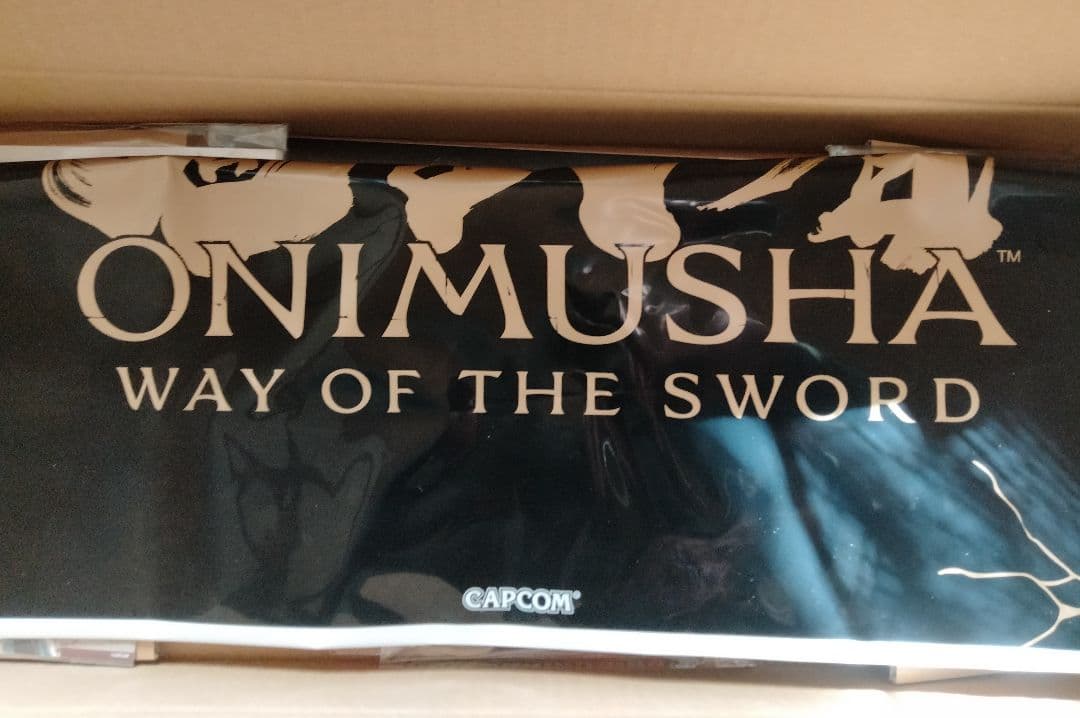 ONIMUSHA™
WAY OF THE SWORD
CAPCOM®